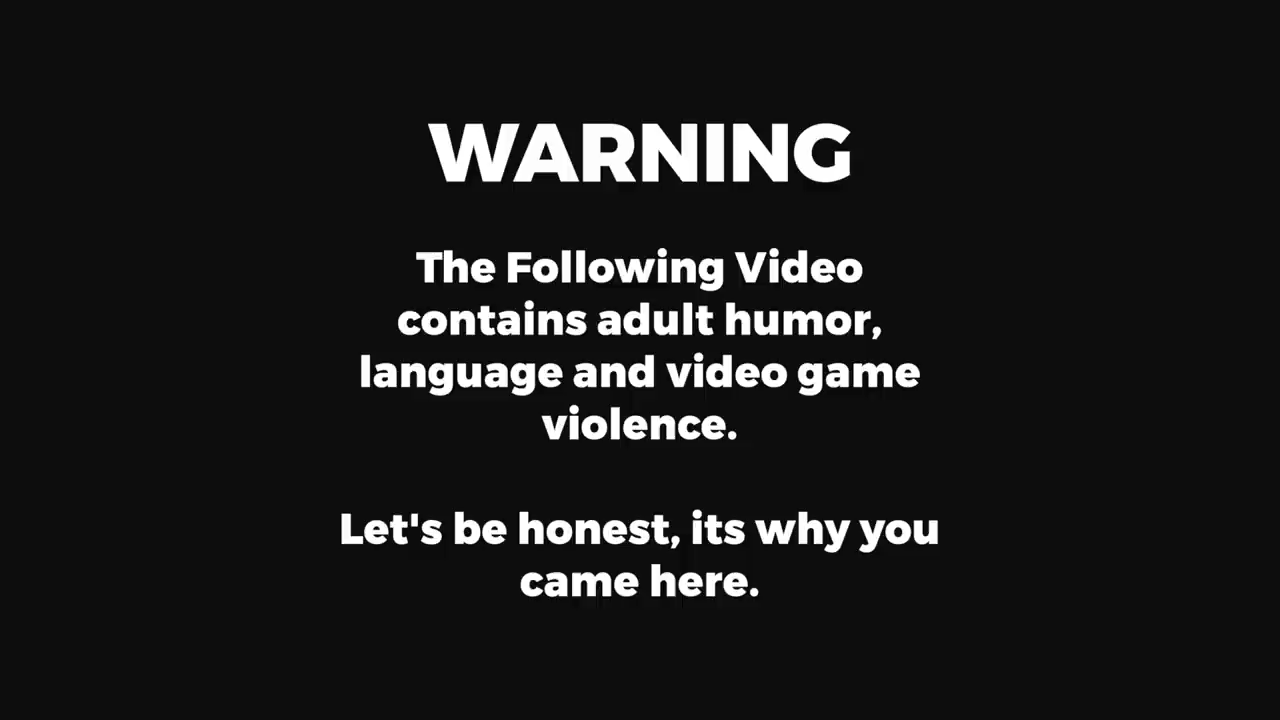 WARNING
The Following Video
contains adult humor,
language and video game
violence.
Let's be honest, its why you
came here.